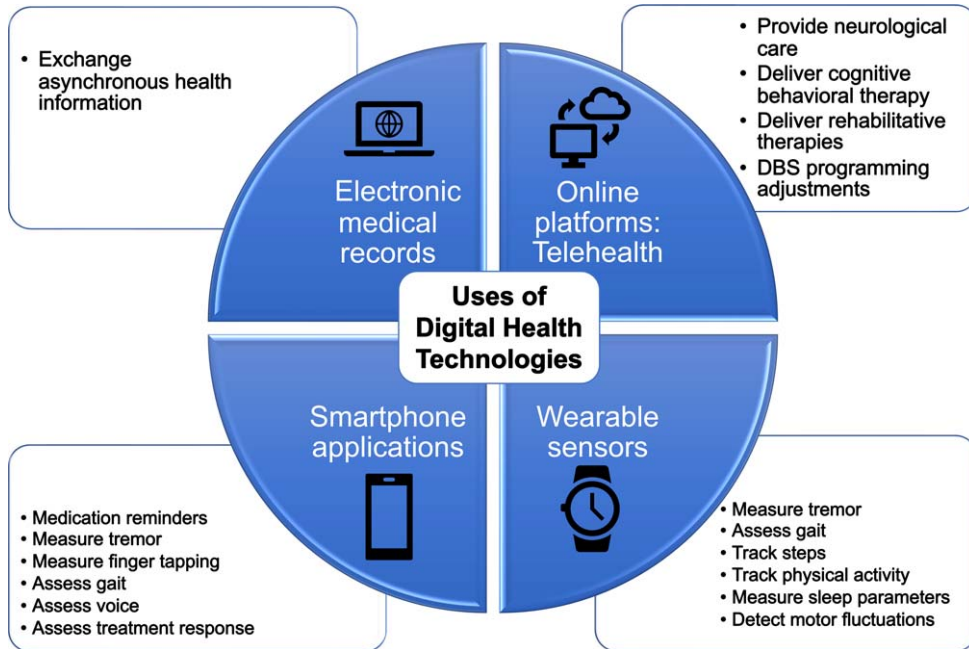 • Exchange
asynchronous health
information
• Provide neurological
care
• Deliver cognitive
behavioral therapy
• Deliver rehabilitative
therapies
• DBS programming
adjustments
Electronic
medical
records
Online
platforms:
Telehealth
Uses of
Digital Health
Technologies
Smartphone
applications
Wearable
sensors
• Medication reminders
• Measure tremor
• Measure finger tapping
• Assess gait
• Assess voice
• Assess treatment response
• Measure tremor
• Assess gait
• Track steps
• Track physical activity
• Measure sleep parameters
• Detect motor fluctuations